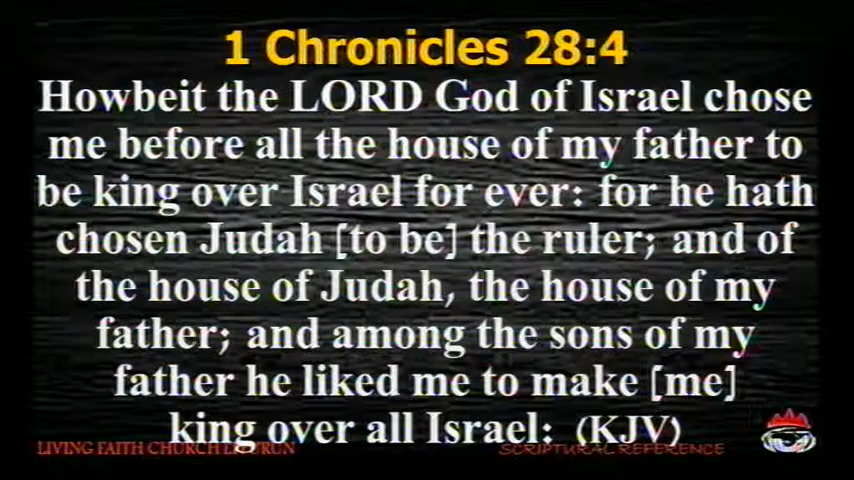 1 Chronicles 28:4
Howbeit the LORD God of Israel chose
me before all the house of my father to
be king over Israel for ever: for he hath
chosen Judah [to be] the ruler; and of
the house of Judah, the house of my
father; and among the sons of my
father he liked me to make [me]
king over all Israel: (KJV)
LIVING FAITH CHURCH
SCRIPTURAL REFERENCE